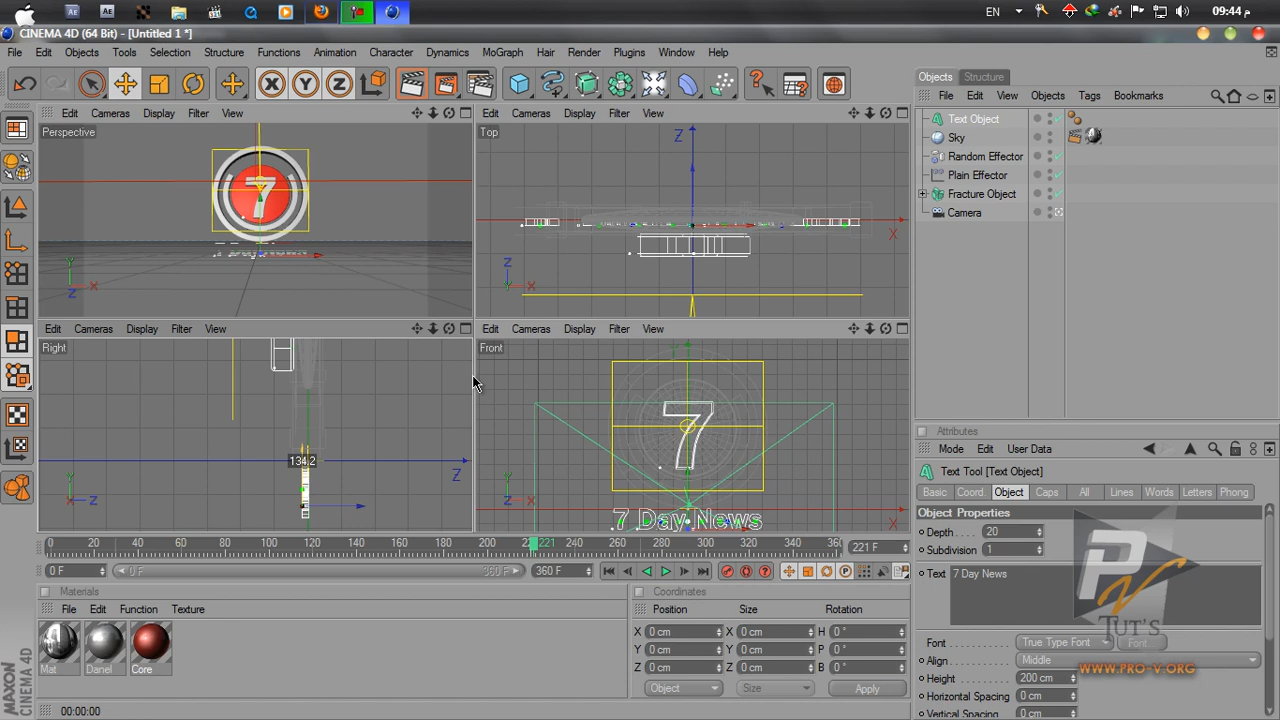 EN
09:44 م
CINEMA 4D (64 Bit) - [Untitled 1 *]
File Edit Objects Tools Selection Structure Functions Animation Character Dynamics MoGraph Hair Render Plugins Window Help
Objects Structure
File Edit View Objects Tags Bookmarks
Edit Cameras Display Filter View
Perspective
7
Y
X
Z
Edit Cameras Display Filter View
Top
Z
X
Z
Y X
Text Object
Sky
Random Effector
Plain Effector
Fracture Object
Camera
Edit Cameras Display Filter View
Right
134.2
Z
Y
X Z
Edit Cameras Display Filter View
Front
7
7 Day News
X
Y
Z X
Attributes
Mode Edit User Data
Text Tool [Text Object]
Basic Coord. Object Caps All Lines Words Letters Phong
Object Properties
Depth 20
Subdivision 1
Text 7 Day News
Font True Type Font Font
Align Middle
Height 200 cm
Horizontal Spacing 0 cm
Vertical Spacing 0 cm
PV
TUT'S
WWW.PRO-V.ORG
0 20 40 60 80 100 120 140 160 180 200 221 240 260 280 300 320 340 221 F
0 F 0 F 360 F 360 F
Materials
File Edit Function Texture
Mat Danel Core
Coordinates
Position Size Rotation
X 0 cm X 0 cm H 0 °
Y 0 cm Y 0 cm P 0 °
Z 0 cm Z 0 cm B 0 °
Object Size Apply
MAXON
CINEMA 4D
00:00:00